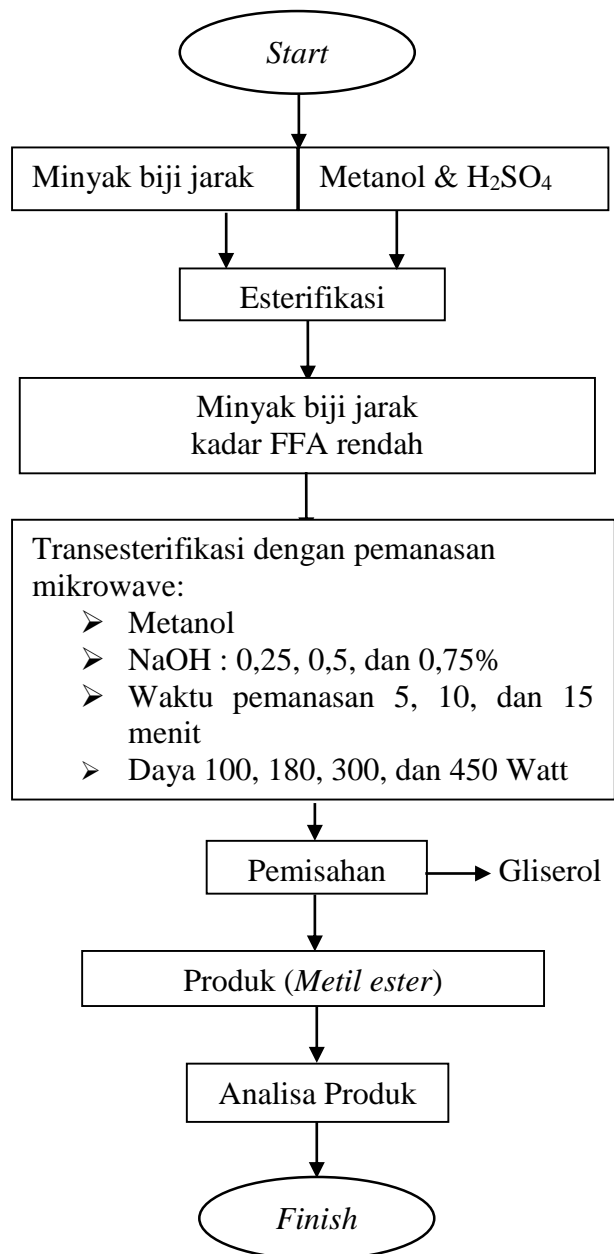 Start
Minyak biji jarak
Metanol & H₂SO₄
Esterifikasi
Minyak biji jarak
kadar FFA rendah
Transesterifikasi dengan pemanasan
mikrowave:
➢ Metanol
➢ NaOH : 0,25, 0,5, dan 0,75%
➢ Waktu pemanasan 5, 10, dan 15
menit
➢ Daya 100, 180, 300, dan 450 Watt
Pemisahan
Gliserol
Produk (Metil ester)
Analisa Produk
Finish